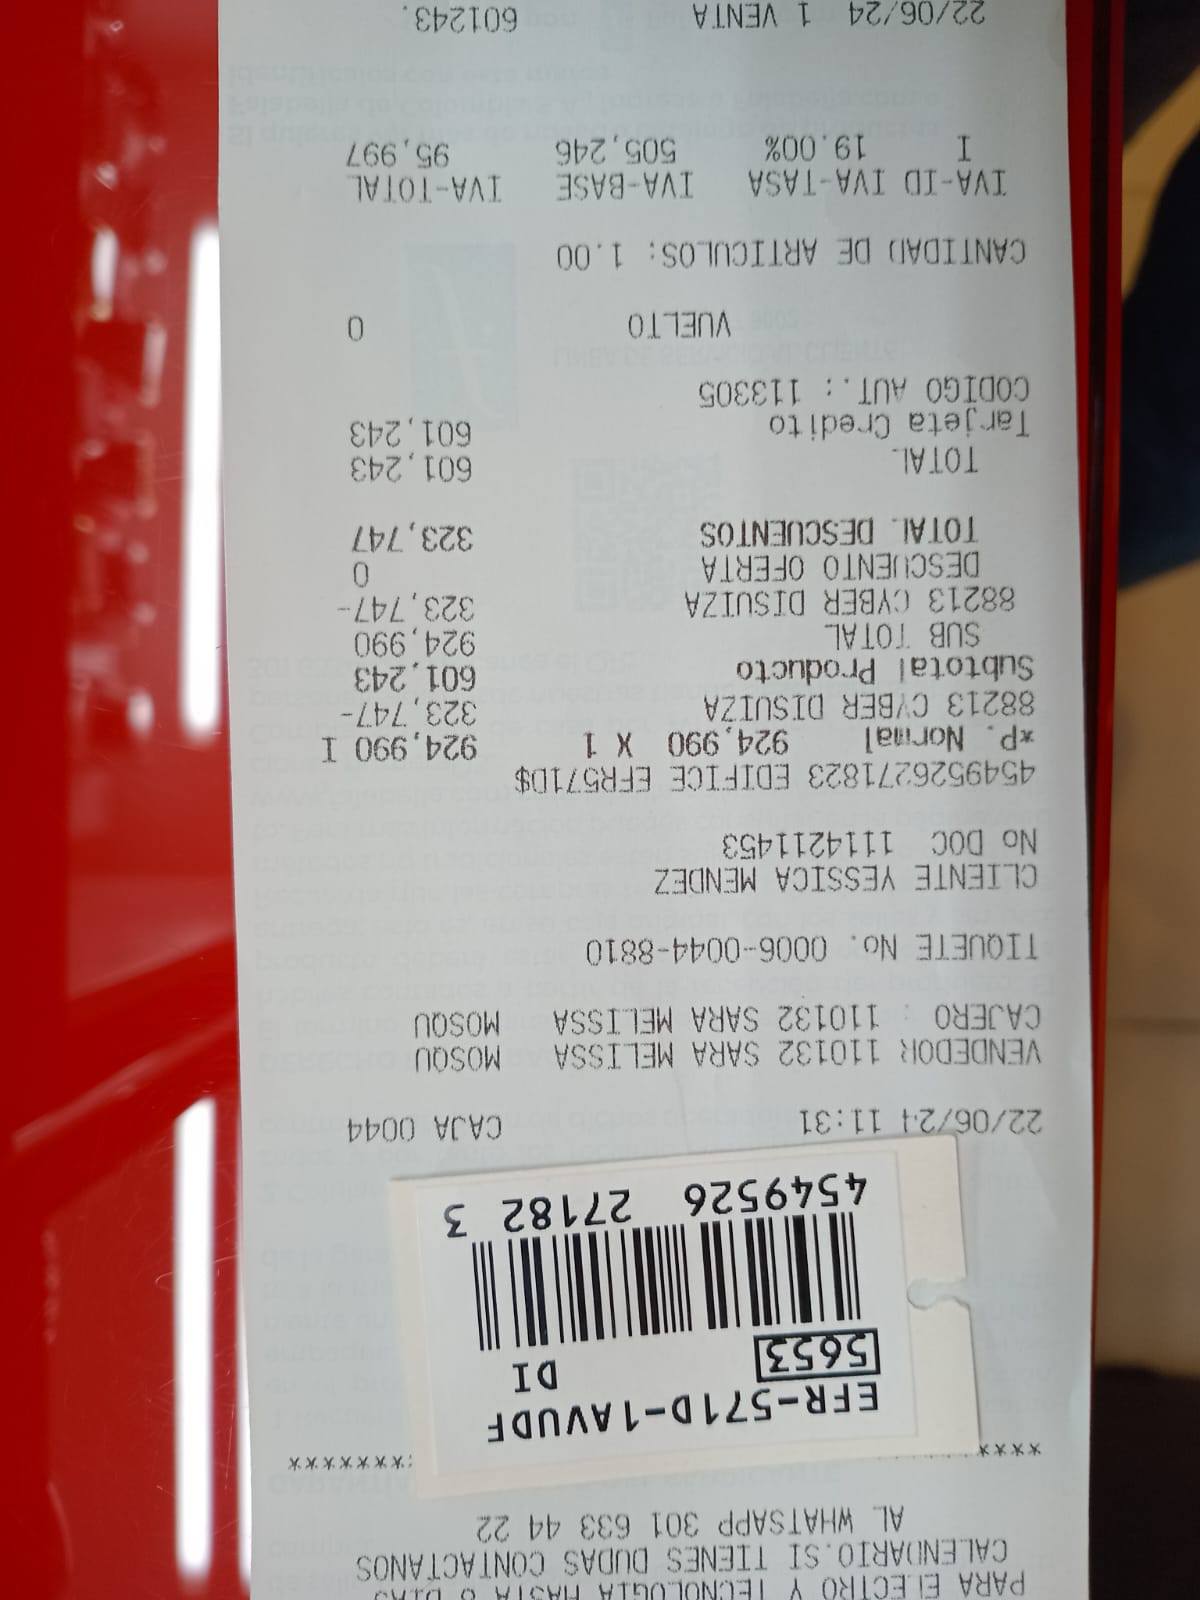 PARA ELECTRO Y TECNOLOGIA HASTA 6 DIAS
CALENDARIO.SI TIENES DUDAS CONTACTANOS
AL WHATSAPP 301 633 44 22
EFR-571D-1AVUDF
5653 DI
4549526 27182 3
22/06/24 11:31 CAJA 0044
VENDEDOR 110132 SARA MELISSA MOSQU
CAJERO : 110132 SARA MELISSA MOSQU
TIQUETE No. 0006-0044-8810
CLIENTE YESSICA MENDEZ
No DOC 1114211453
4549526271823 EDIFICE EFR571D$
*P. Normal 924,990 X 1 924,990 I
88213 CYBER DISUIZA 323,747-
Subtotal Producto 601,243
SUB TOTAL 924,990
88213 CYBER DISUIZA 323,747-
DESCUENTO OFERTA 0
TOTAL DESCUENTOS 323,747
TOTAL 601,243
Tarjeta Credito 601,243
CODIGO AUT.: 113305
VUELTO 0
CANTIDAD DE ARTICULOS: 1.00
IVA-ID IVA-TASA IVA-BASE IVA-TOTAL
I 19.00% 505,246 95,997
22/06/24 1 VENTA 601243.